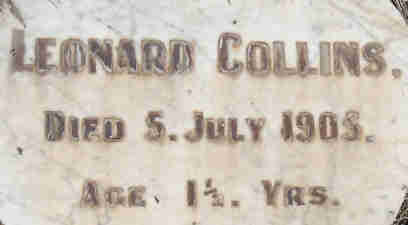 LEONARD COLLINS.
DIED 5. JULY 1905.
AGE 1½. YRS.